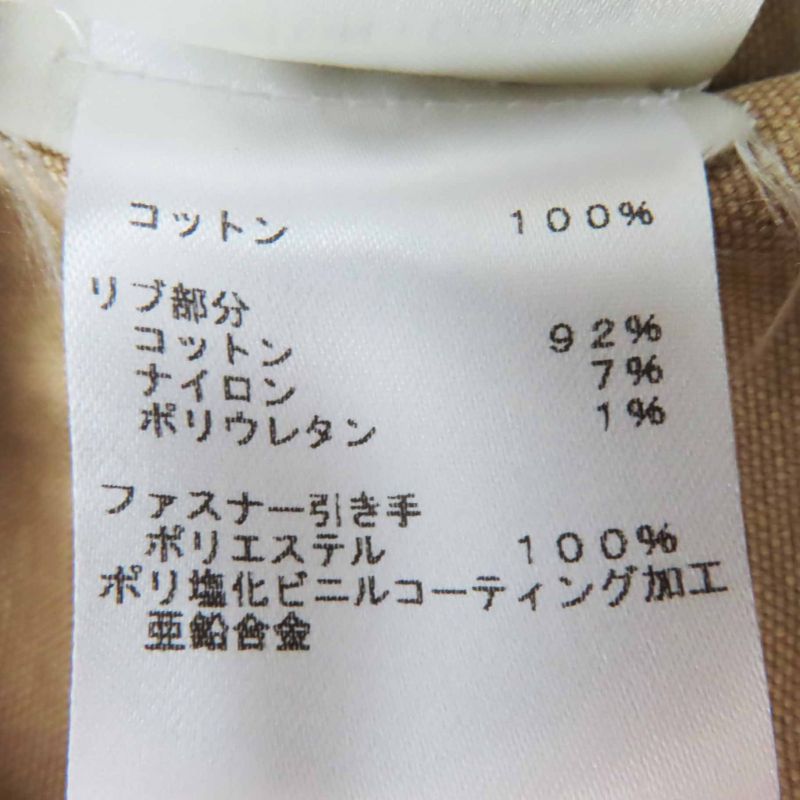 コットン 100%
リブ部分
コットン 92%
ナイロン 7%
ポリウレタン 1%
ファスナー引き手
ポリエステル 100%
ポリ塩化ビニルコーティング加工
亜鉛合金